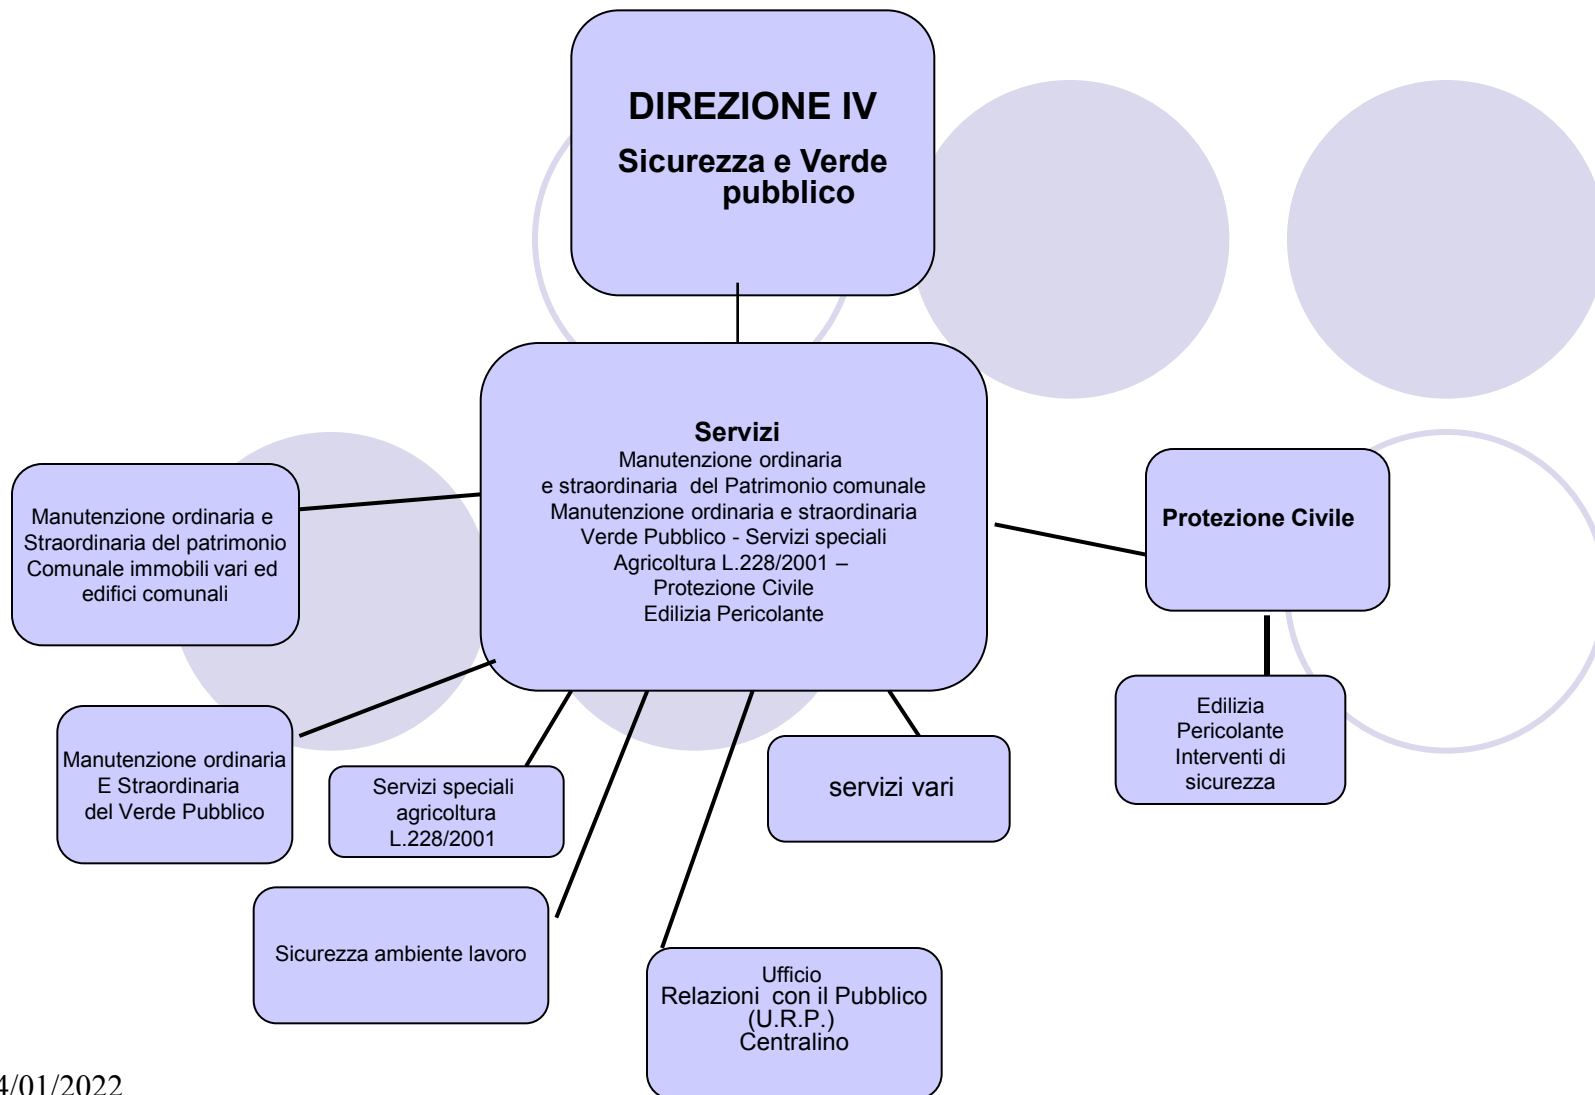 DIREZIONE IV
Sicurezza e Verde
pubblico
Servizi
Manutenzione ordinaria
e straordinaria del Patrimonio comunale
Manutenzione ordinaria e straordinaria
Verde Pubblico - Servizi speciali
Agricoltura L.228/2001 –
Protezione Civile
Edilizia Pericolante
Manutenzione ordinaria e
Straordinaria del patrimonio
Comunale immobili vari ed
edifici comunali
Protezione Civile
Manutenzione ordinaria
E Straordinaria
del Verde Pubblico
Servizi speciali
agricoltura
L.228/2001
servizi vari
Edilizia
Pericolante
Interventi di
sicurezza
Sicurezza ambiente lavoro
Ufficio
Relazioni con il Pubblico
(U.R.P.)
Centralino
4/01/2022